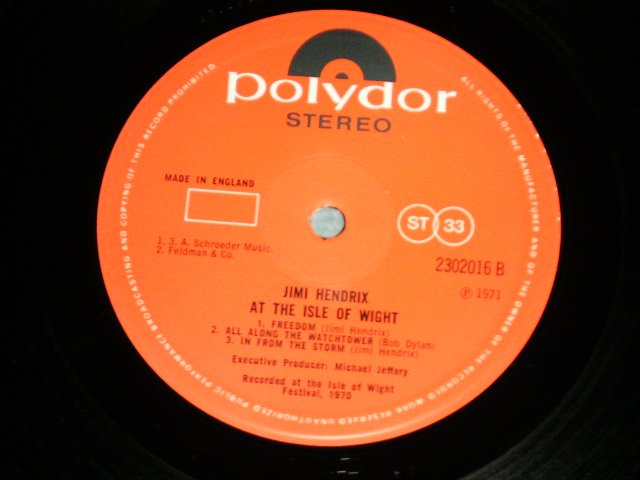 polydor
STEREO
MADE IN ENGLAND
ST 33
1. 3. A. Schroeder Music.
2. Feldman & Co.
2302016 B
℗ 1971
JIMI HENDRIX
AT THE ISLE OF WIGHT
1. FREEDOM (Jimi Hendrix)
2. ALL ALONG THE WATCHTOWER (Bob Dylan)
3. IN FROM THE STORM (Jimi Hendrix)
Executive Producer: Michael Jeffery
Recorded at the Isle of Wight
Festival, 1970
ALL RIGHTS OF THE MANUFACTURER AND OF THE OWNER OF THE RECORDED WORK RESERVED UNAUTHORIZED PUBLIC PERFORMANCE BROADCASTING AND COPYING OF THIS RECORD PROHIBITED